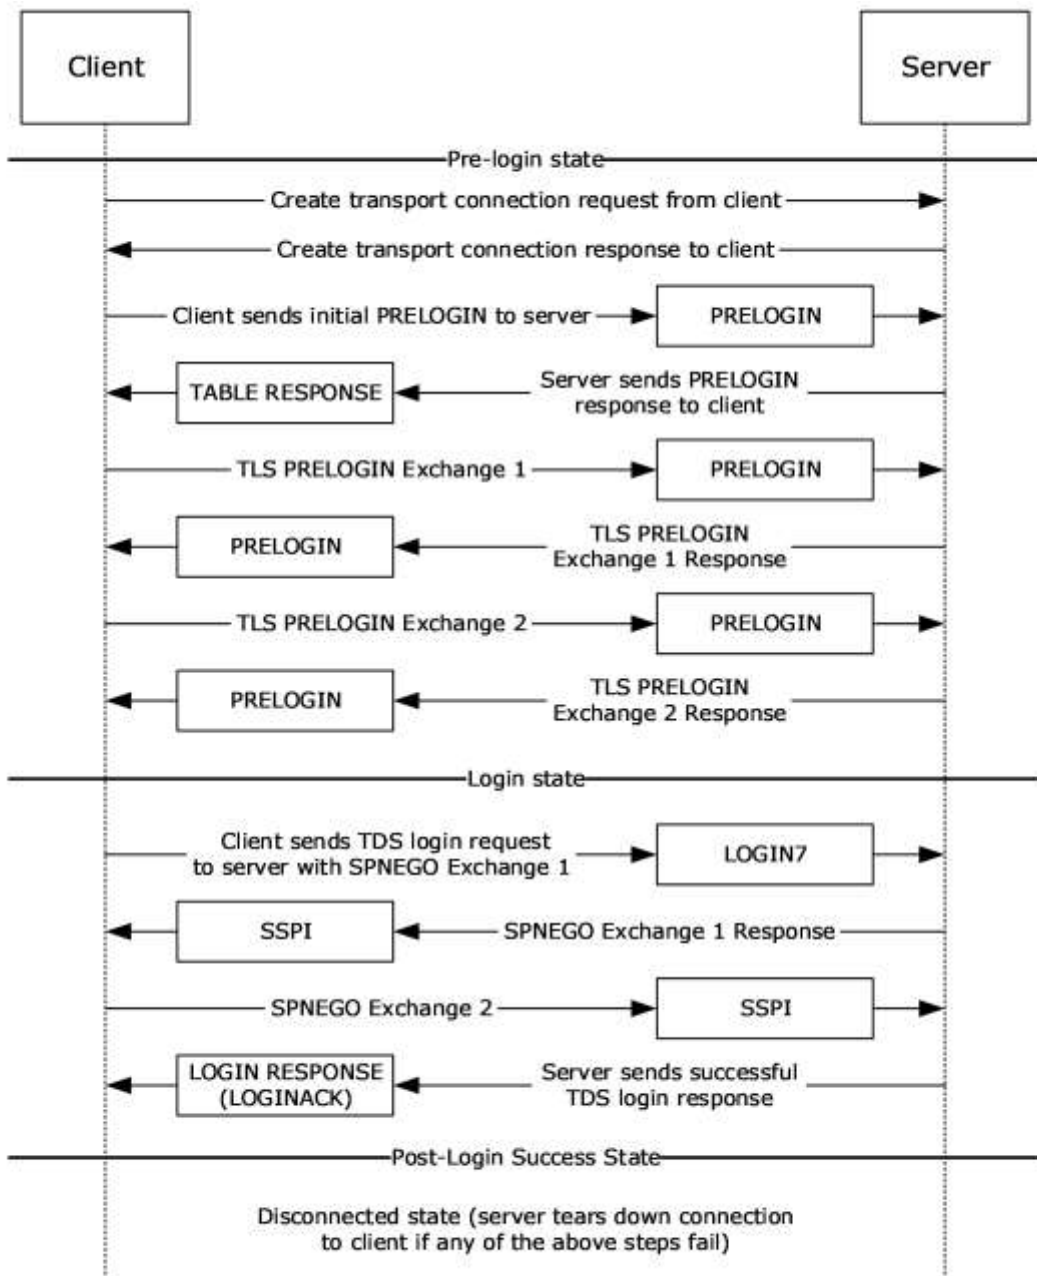 Client
Server
Pre-login state
Create transport connection request from client
Create transport connection response to client
Client sends initial PRELOGIN to server
PRELOGIN
TABLE RESPONSE
Server sends PRELOGIN
response to client
TLS PRELOGIN Exchange 1
PRELOGIN
PRELOGIN
TLS PRELOGIN
Exchange 1 Response
TLS PRELOGIN Exchange 2
PRELOGIN
PRELOGIN
TLS PRELOGIN
Exchange 2 Response
Login state
Client sends TDS login request
to server with SPNEGO Exchange 1
LOGIN7
SSPI
SPNEGO Exchange 1 Response
SPNEGO Exchange 2
SSPI
LOGIN RESPONSE
(LOGINACK)
Server sends successful
TDS login response
Post-Login Success State
Disconnected state (server tears down connection
to client if any of the above steps fail)